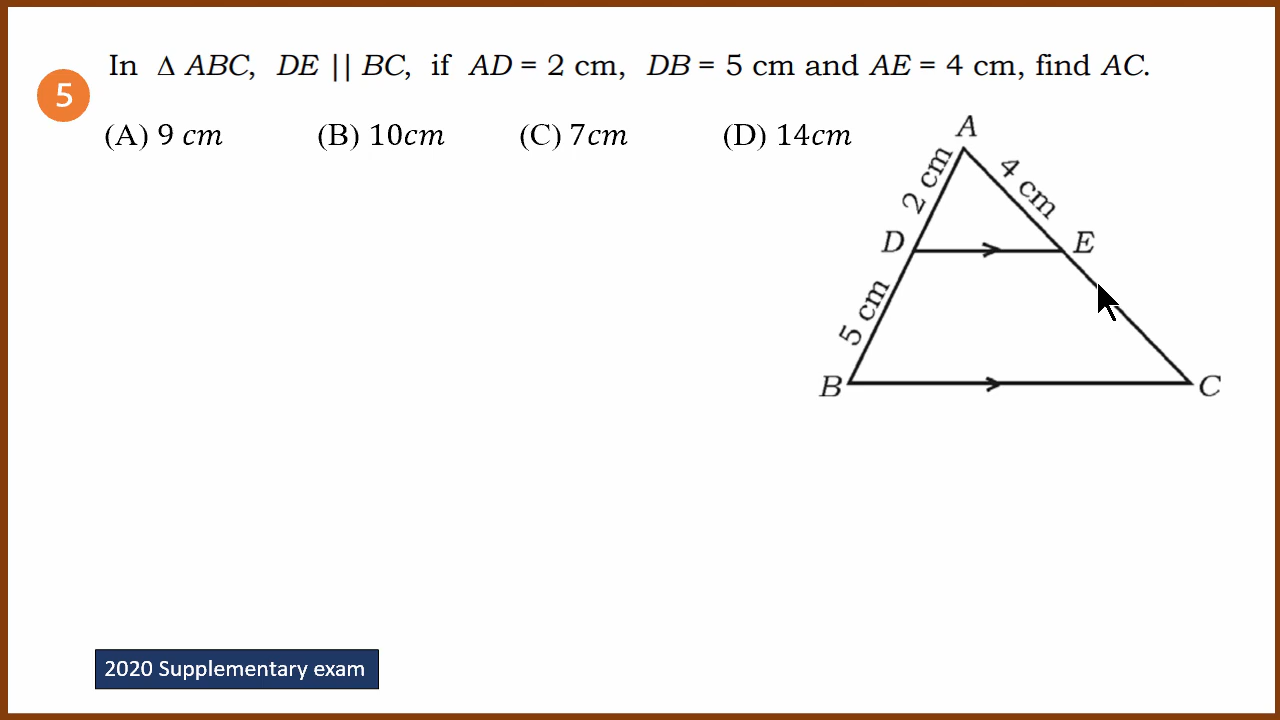 In ∆ ABC, DE || BC, if AD = 2 cm, DB = 5 cm and AE = 4 cm, find AC.
5
(A) 9 cm (B) 10cm (C) 7cm (D) 14cm
A
2 cm
4 cm
D
E
5 cm
B
C
2020 Supplementary exam